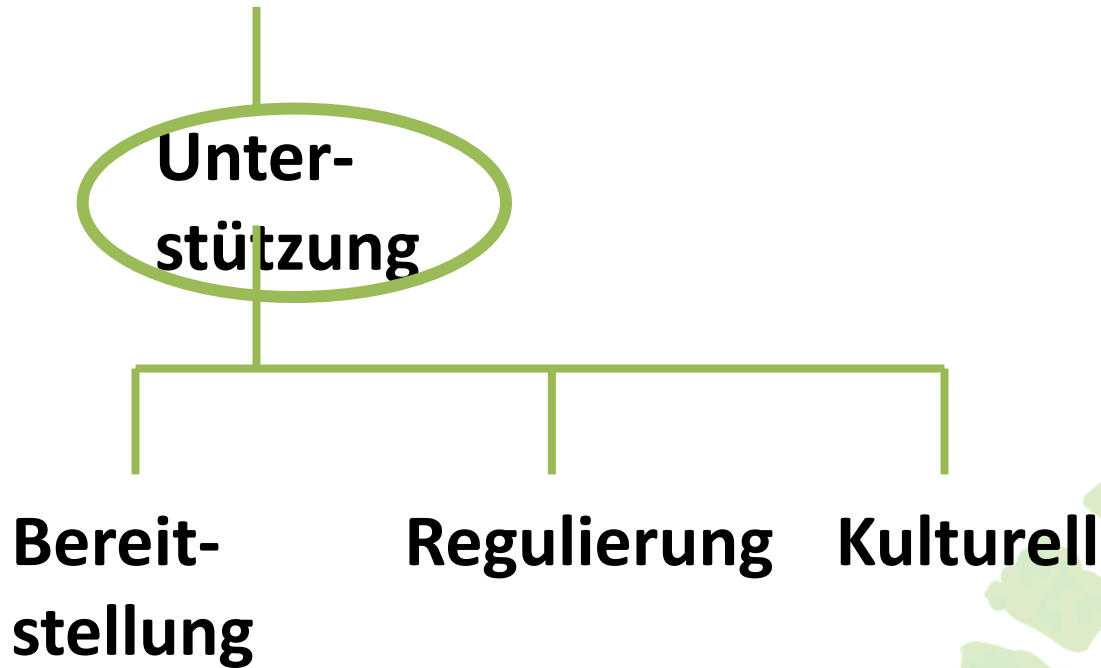 Unter-
stützung
Bereit-
stellung
Regulierung
Kulturell